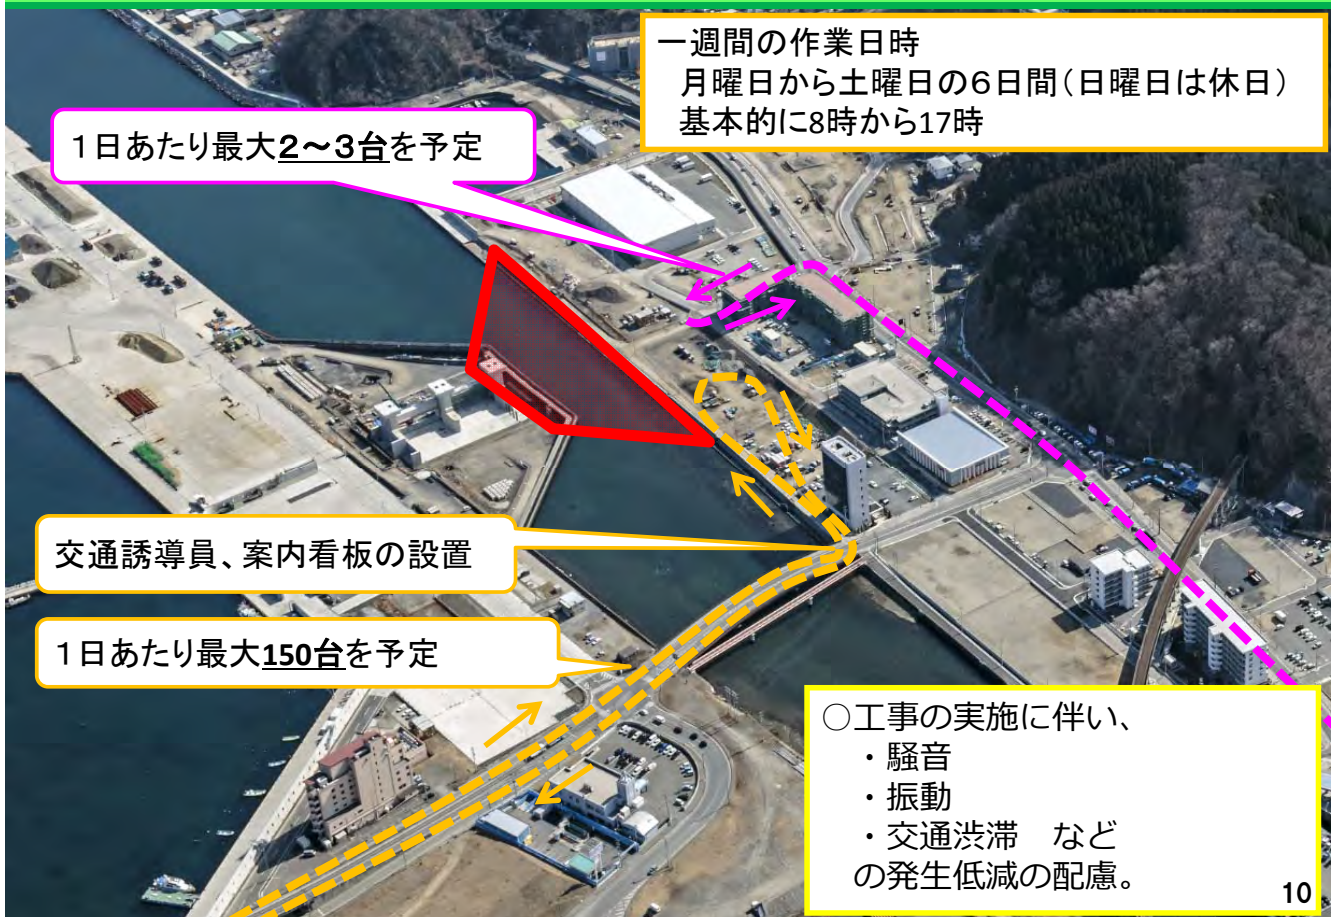 一週間の作業日時
月曜日から土曜日の６日間（日曜日は休日）
基本的に8時から17時
１日あたり最大２～３台を予定
交通誘導員、案内看板の設置
１日あたり最大150台を予定
○工事の実施に伴い、
・騒音
・振動
・交通渋滞　など
の発生低減の配慮。
10